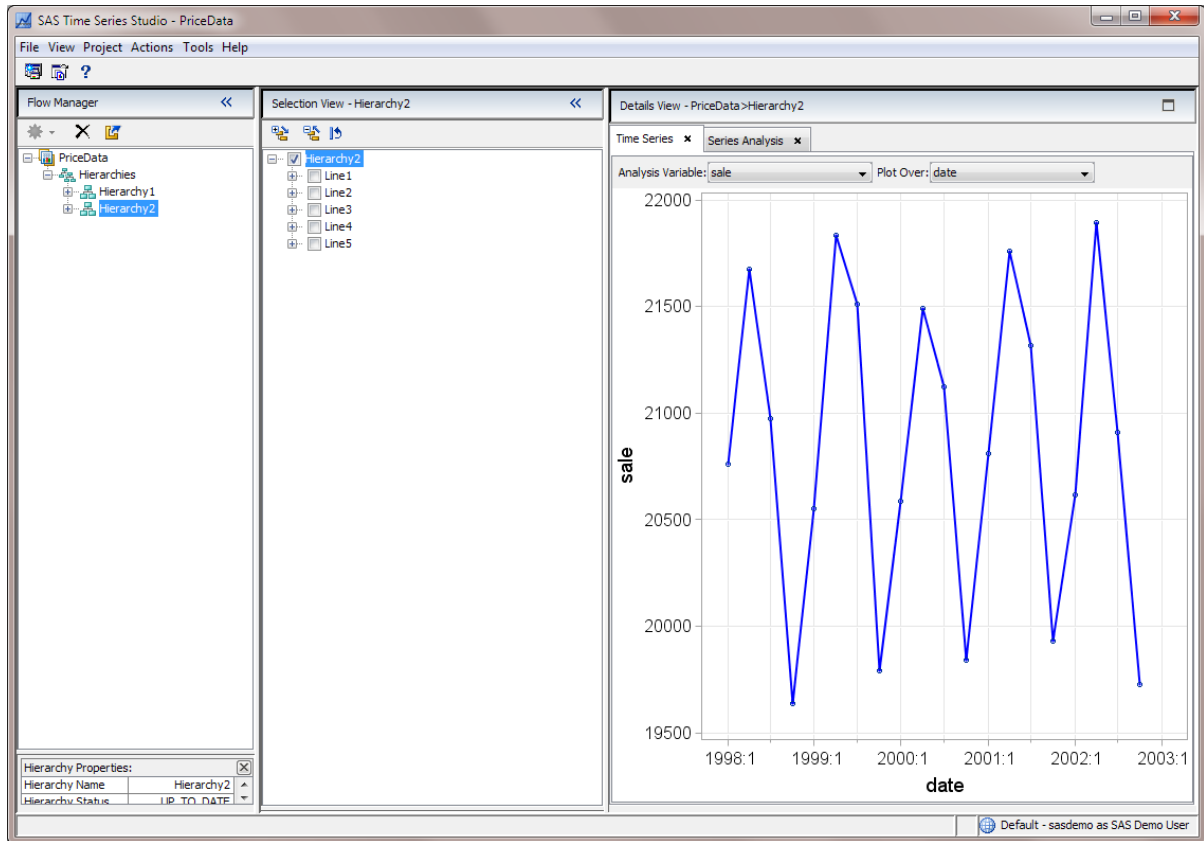 SAS Time Series Studio - PriceData
File View Project Actions Tools Help
Flow Manager
PriceData
Hierarchies
Hierarchy1
Hierarchy2
Hierarchy Properties:
Hierarchy Name Hierarchy2
Hierarchy Status UP_TO_DATE
Selection View - Hierarchy2
Hierarchy2
Line1
Line2
Line3
Line4
Line5
Details View - PriceData>Hierarchy2
Time Series Series Analysis
Analysis Variable: sale Plot Over: date
22000
21500
21000
20500
20000
19500
sale
1998:1 1999:1 2000:1 2001:1 2002:1 2003:1
date
Default - sasdemo as SAS Demo User